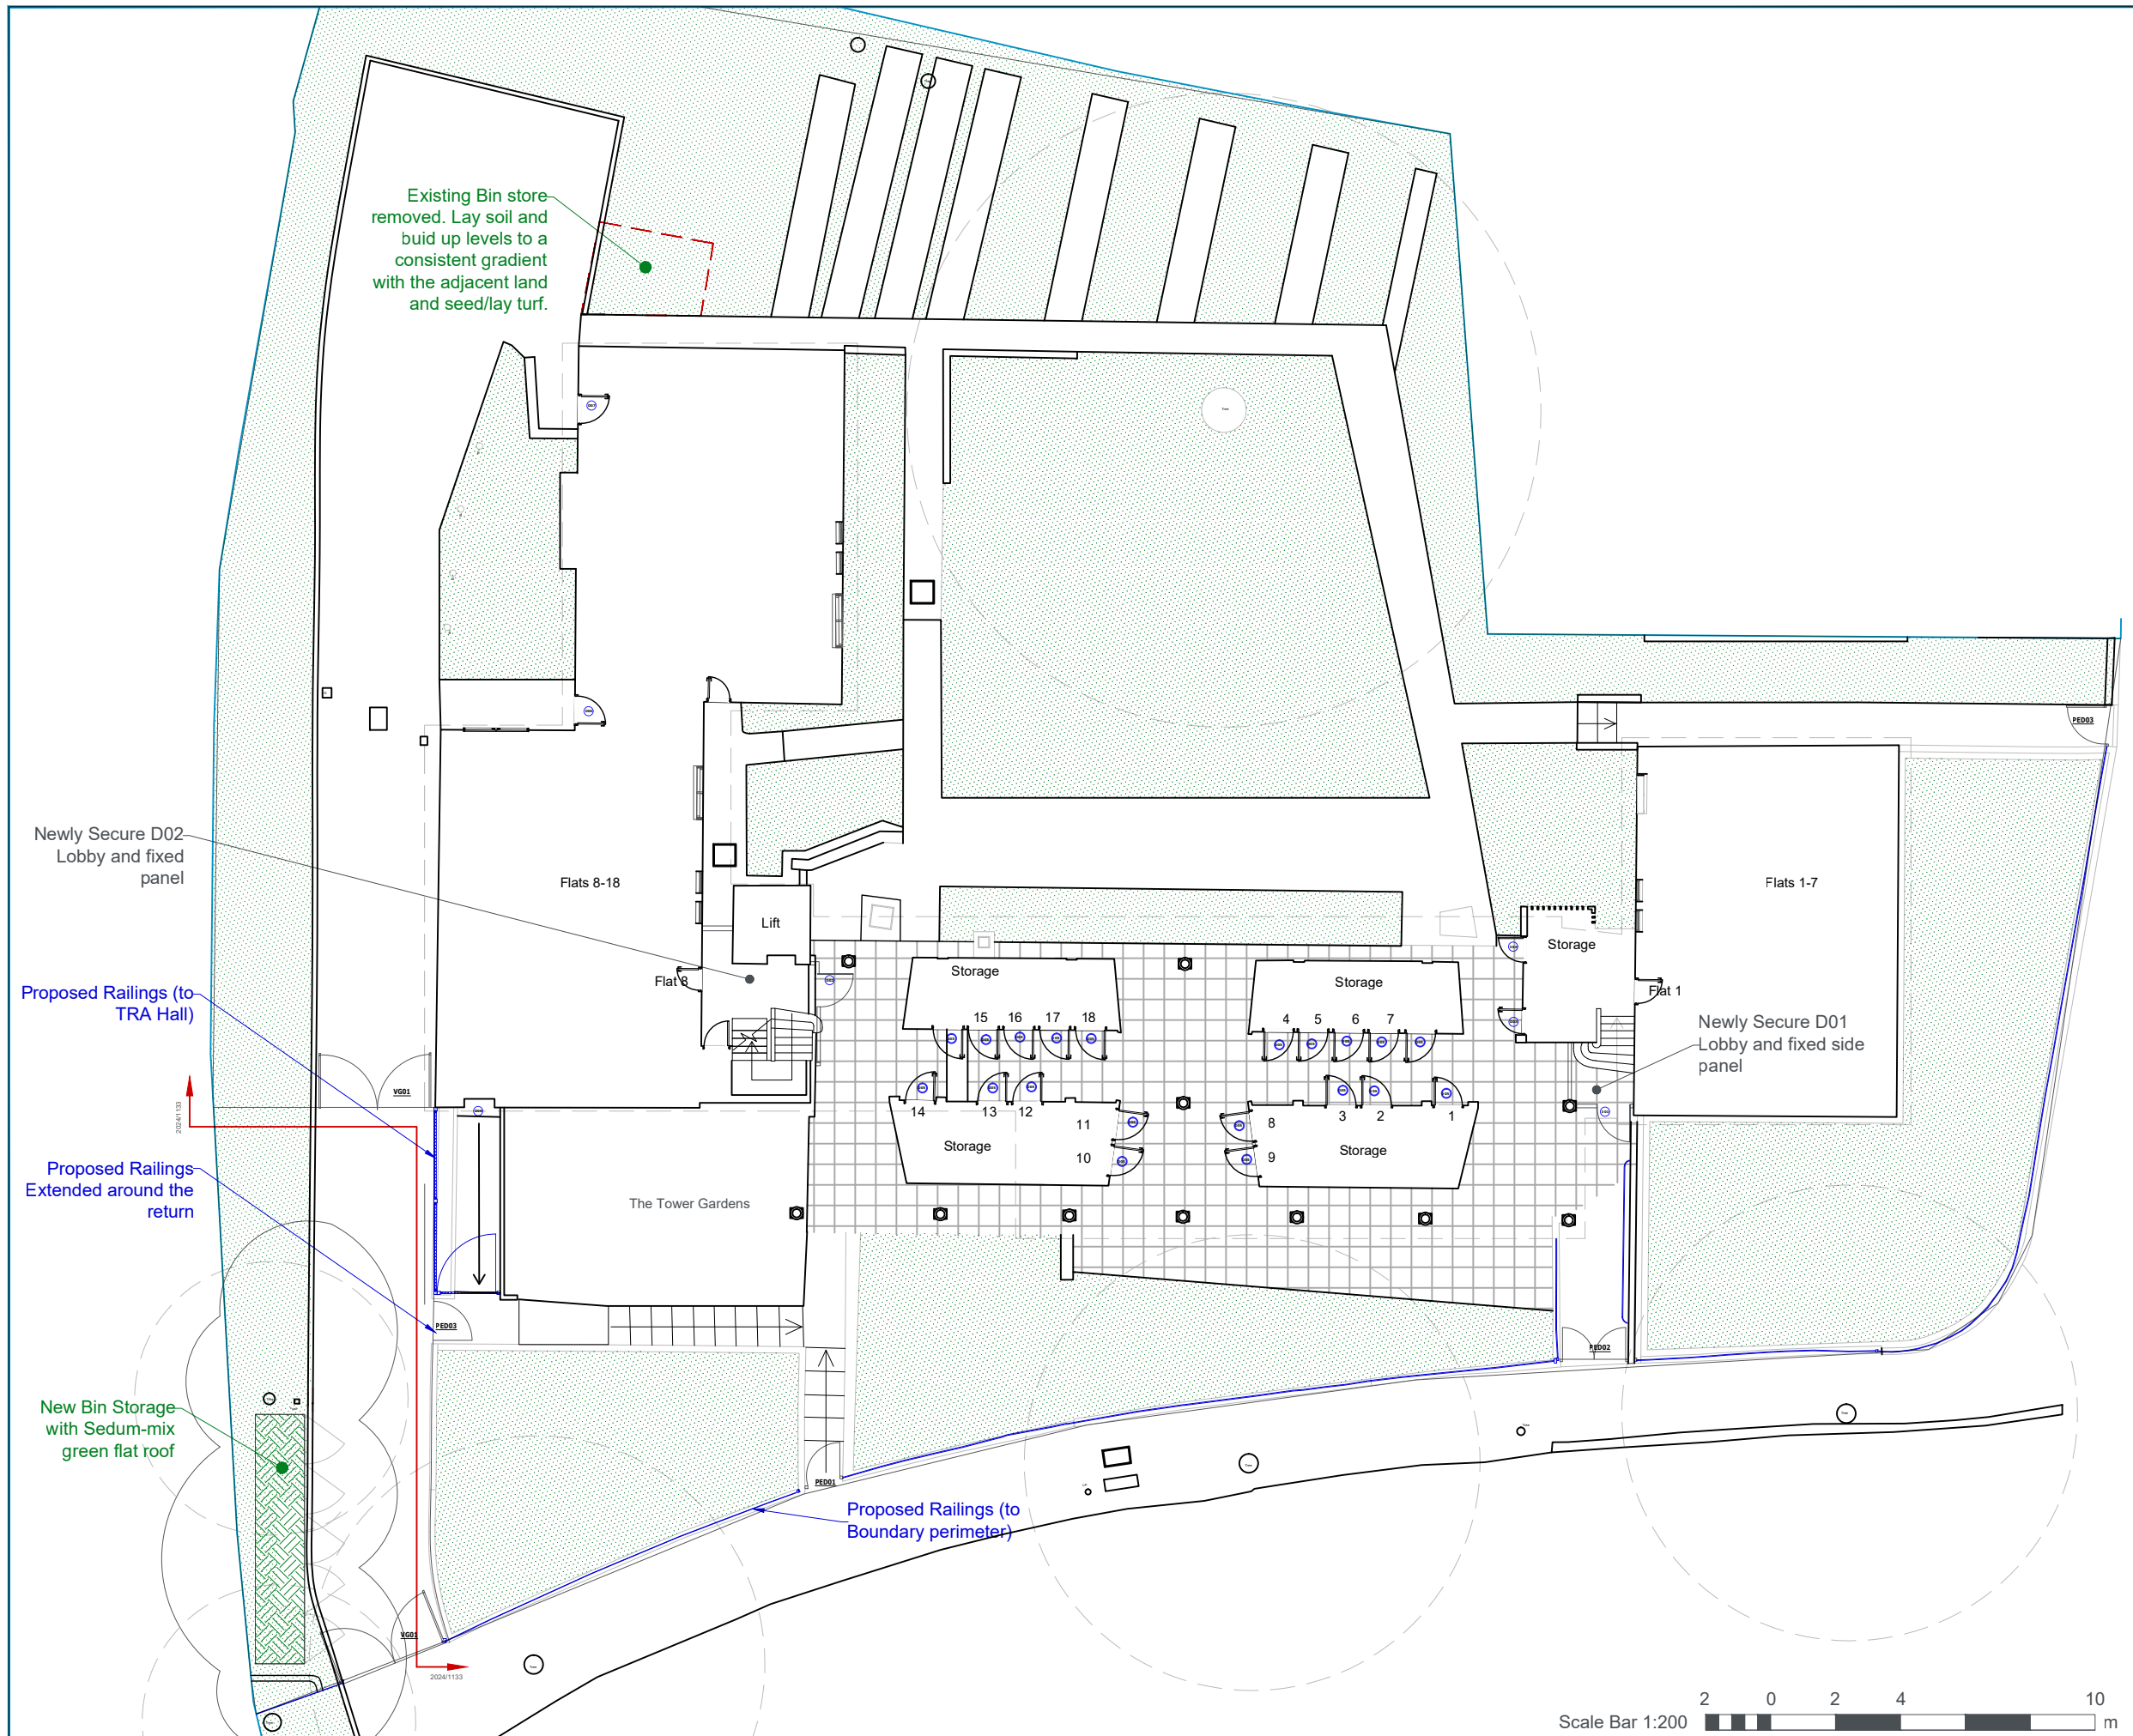 Existing Bin store
removed. Lay soil and
buid up levels to a
consistent gradient
with the adjacent land
and seed/lay turf.
PED03
Newly Secure D02
Lobby and fixed
panel
Flats 8-18
Flats 1-7
Lift
Storage
Flat 8
Storage
Storage
Flat 1
Proposed Railings (to
TRA Hall)
15 16 17 18
4 5 6 7
Newly Secure D01
Lobby and fixed side
panel
VG01
2024/1133
14 13 12 11
8 3 2 1
Storage
10
9
Storage
Proposed Railings
Extended around the
return
The Tower Gardens
PED03
PED02
New Bin Storage
with Sedum-mix
green flat roof
PED01
Proposed Railings (to
Boundary perimeter)
VG01
2024/1133
2 0 2 4 10
Scale Bar 1:200 m